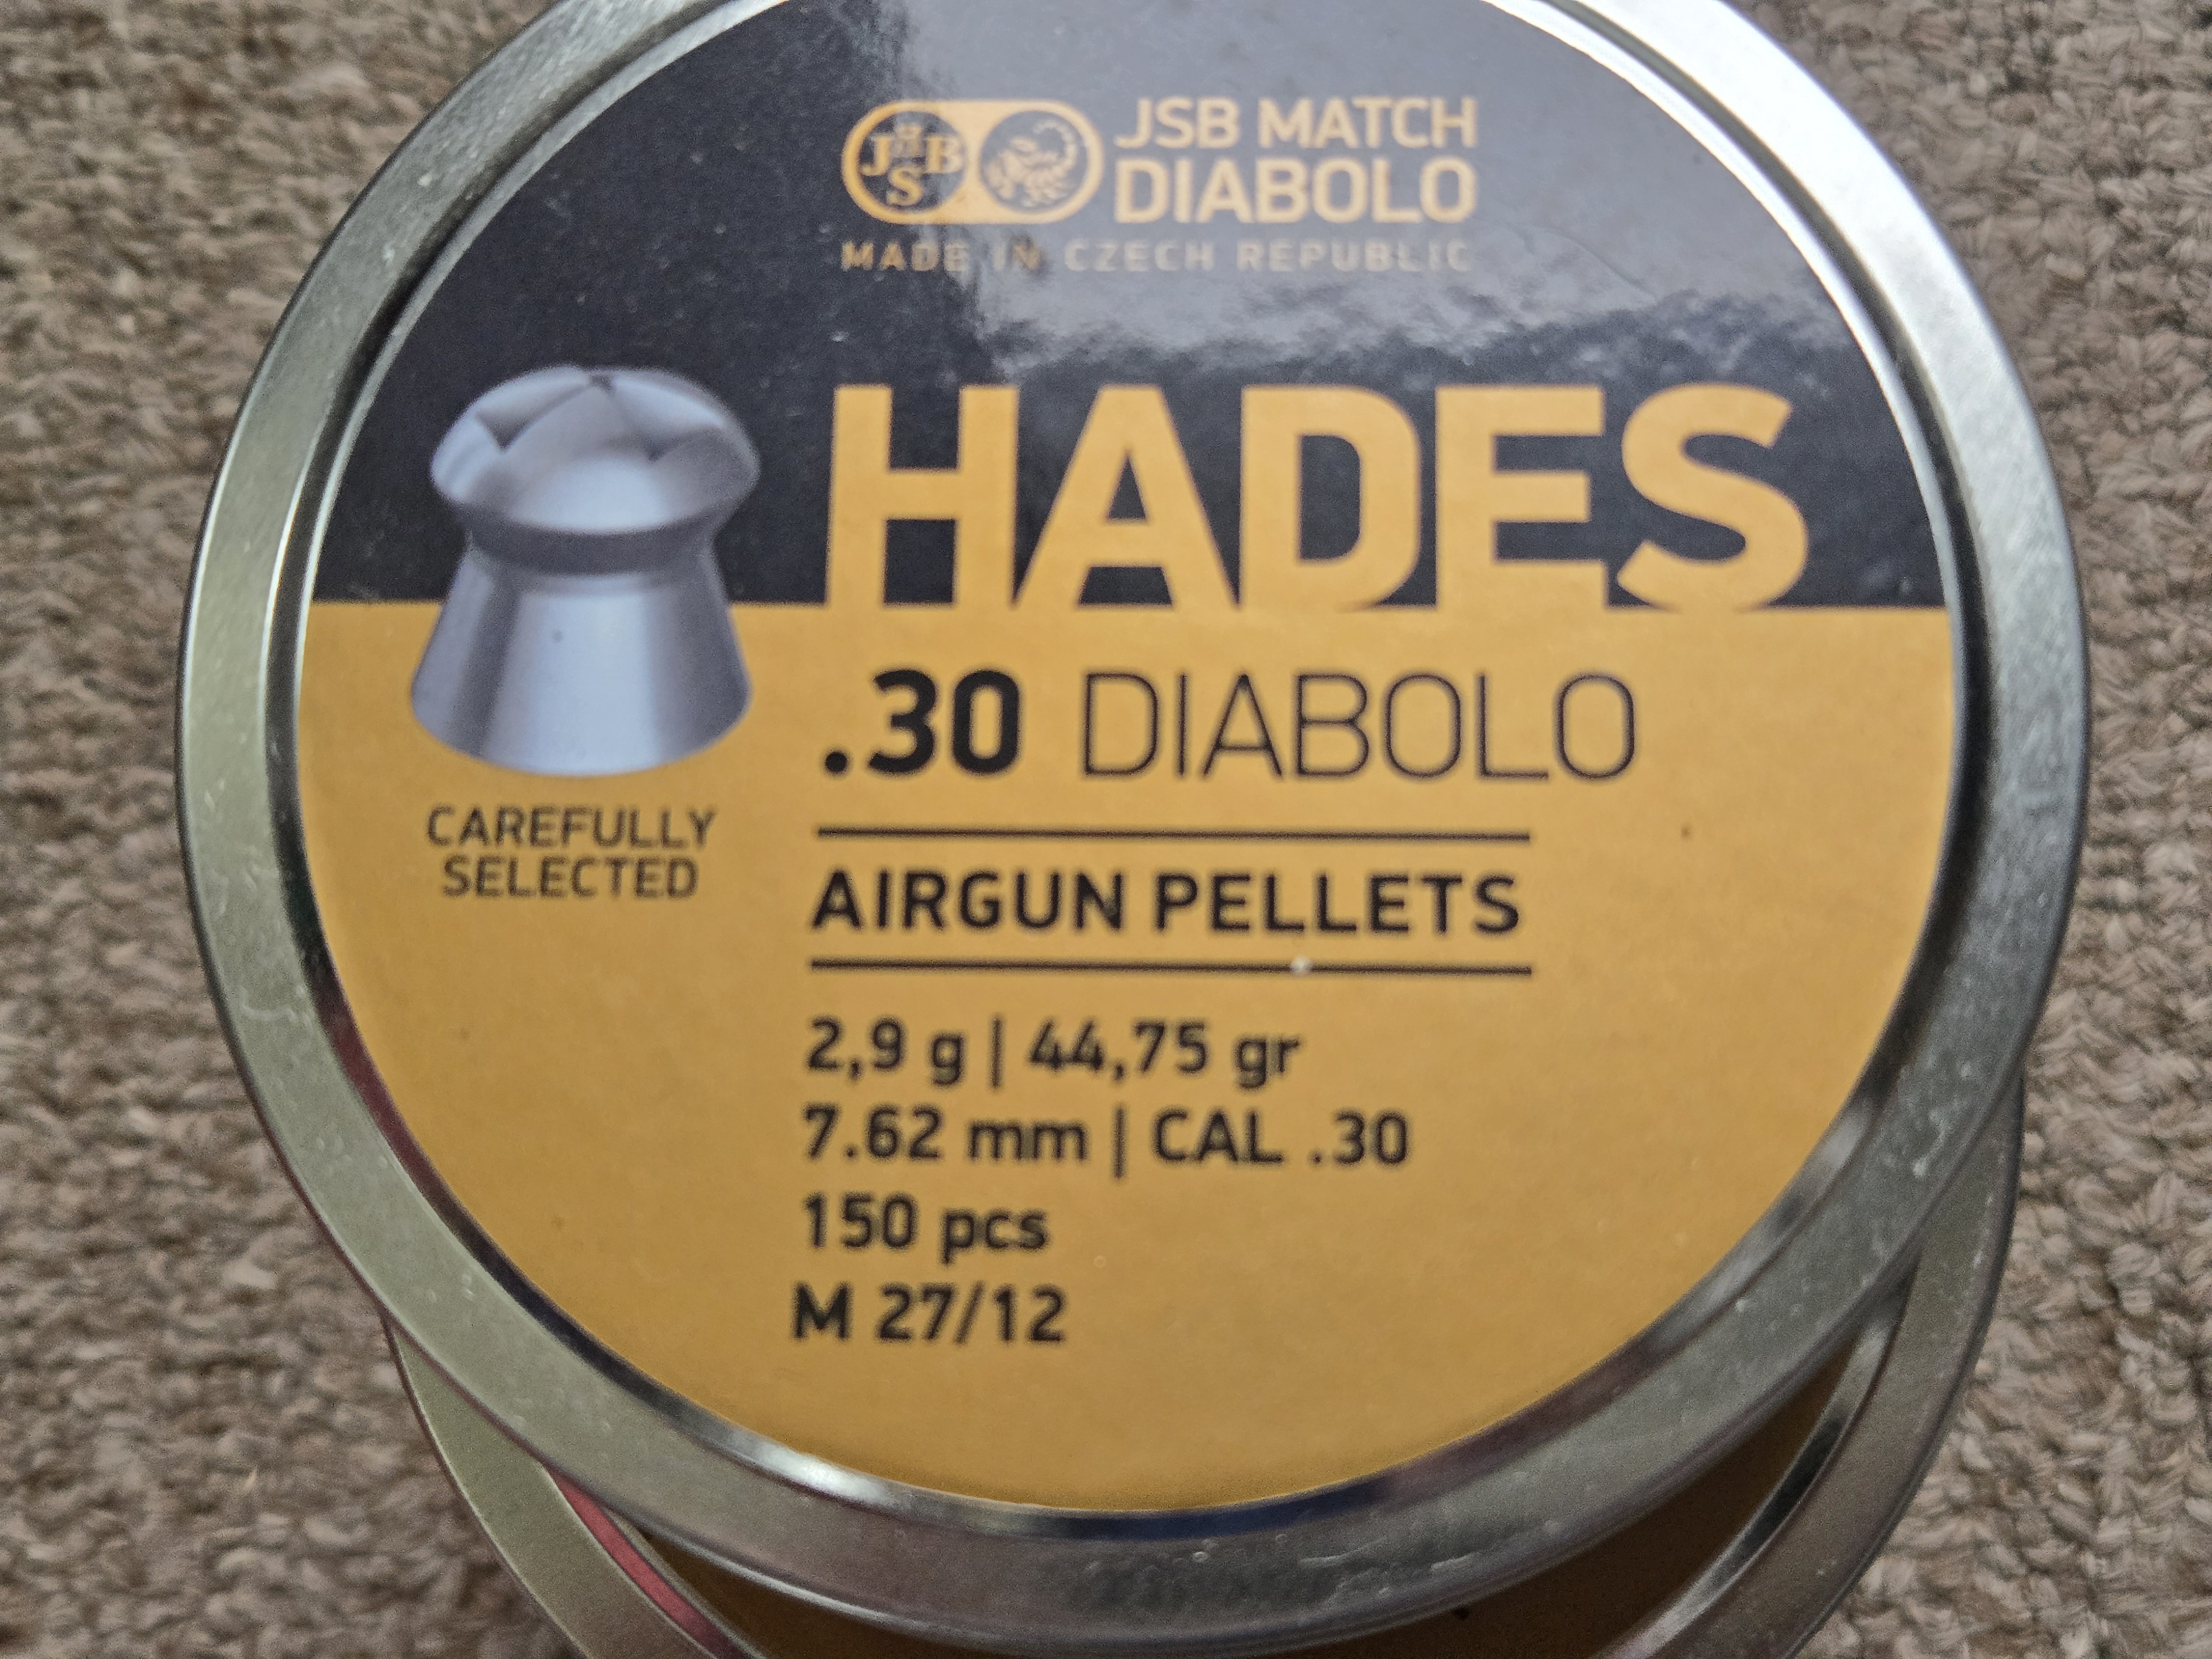 JHB
S
JSB MATCH
DIABOLO
MADE IN CZECH REPUBLIC
HADES
.30 DIABOLO
CAREFULLY
SELECTED
AIRGUN PELLETS
2,9 g | 44,75 gr
7.62 mm | CAL .30
150 pcs
M 27/12